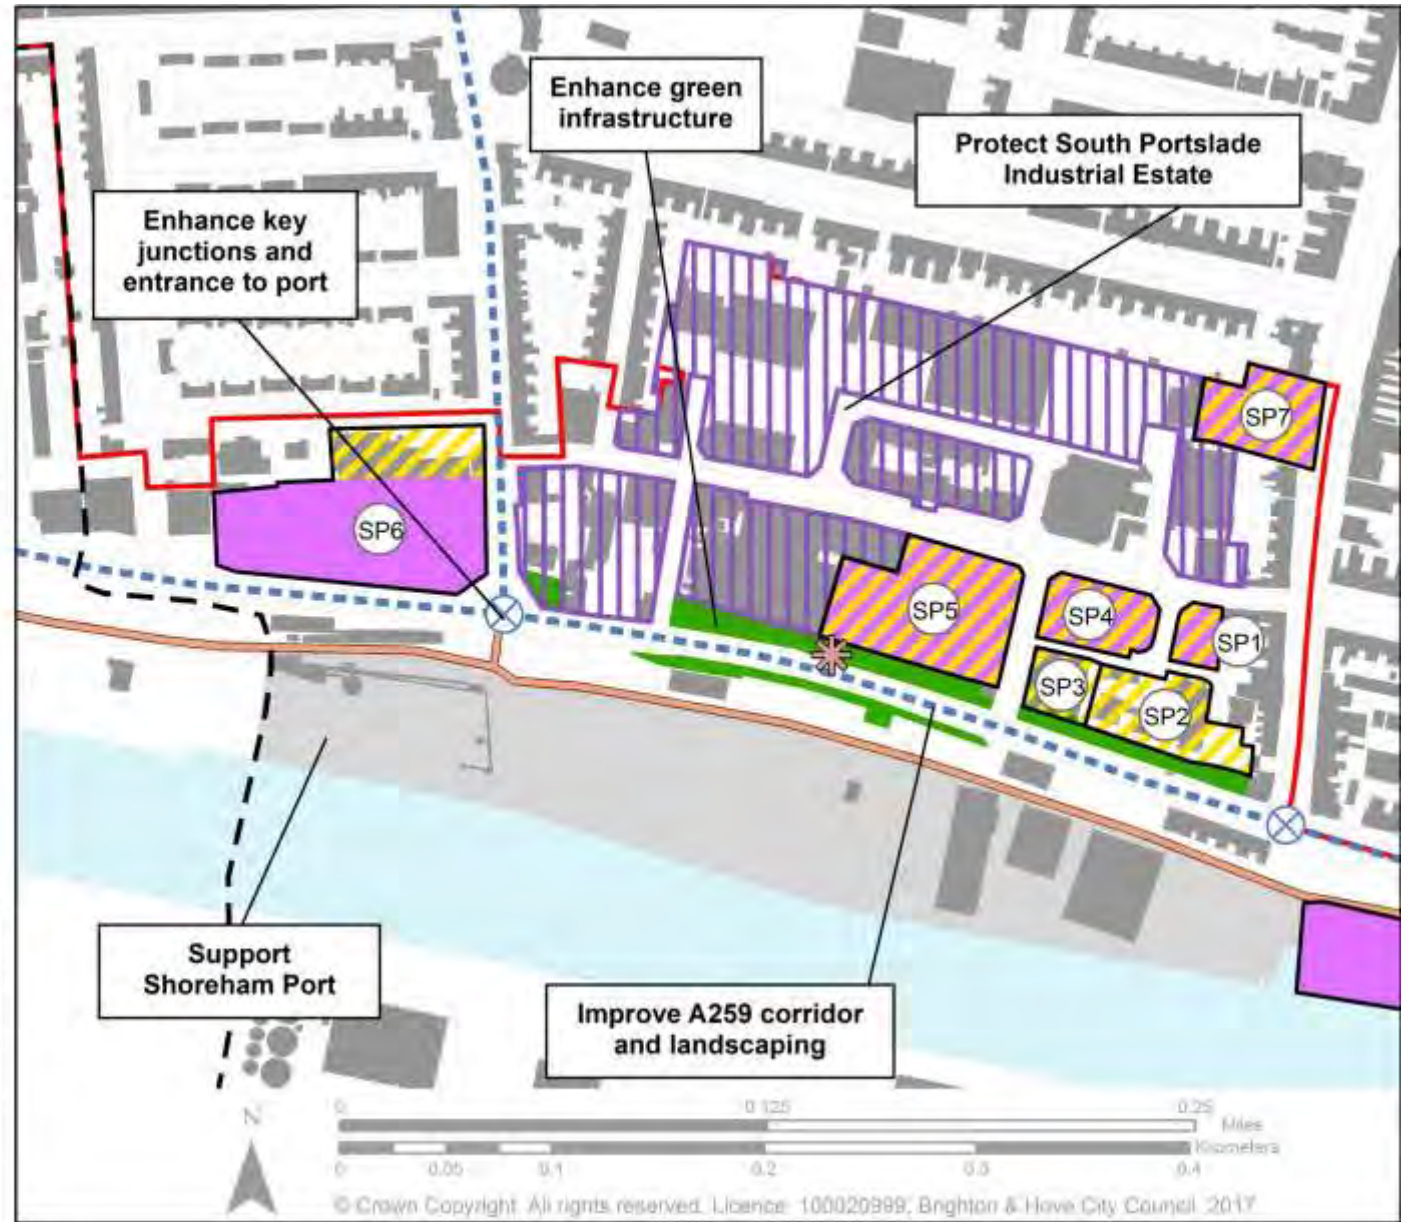 Enhance green
infrastructure
Protect South Portslade
Industrial Estate
Enhance key
junctions and
entrance to port
SP7
SP6
SP5
SP4
SP1
SP3
SP2
Support
Shoreham Port
Improve A259 corridor
and landscaping
N
0 0.125 0.25
Miles
Kilometers
0 0.05 0.1 0.2 0.3 0.4
© Crown Copyright. All rights reserved. Licence: 100020999, Brighton & Hove City Council. 2017